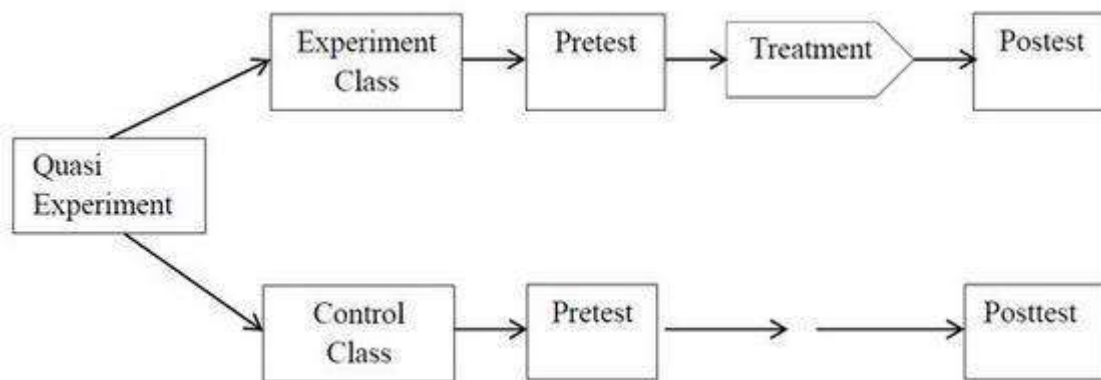 Experiment
Class
Pretest
Treatment
Postest
Quasi
Experiment
Control
Class
Pretest
Posttest